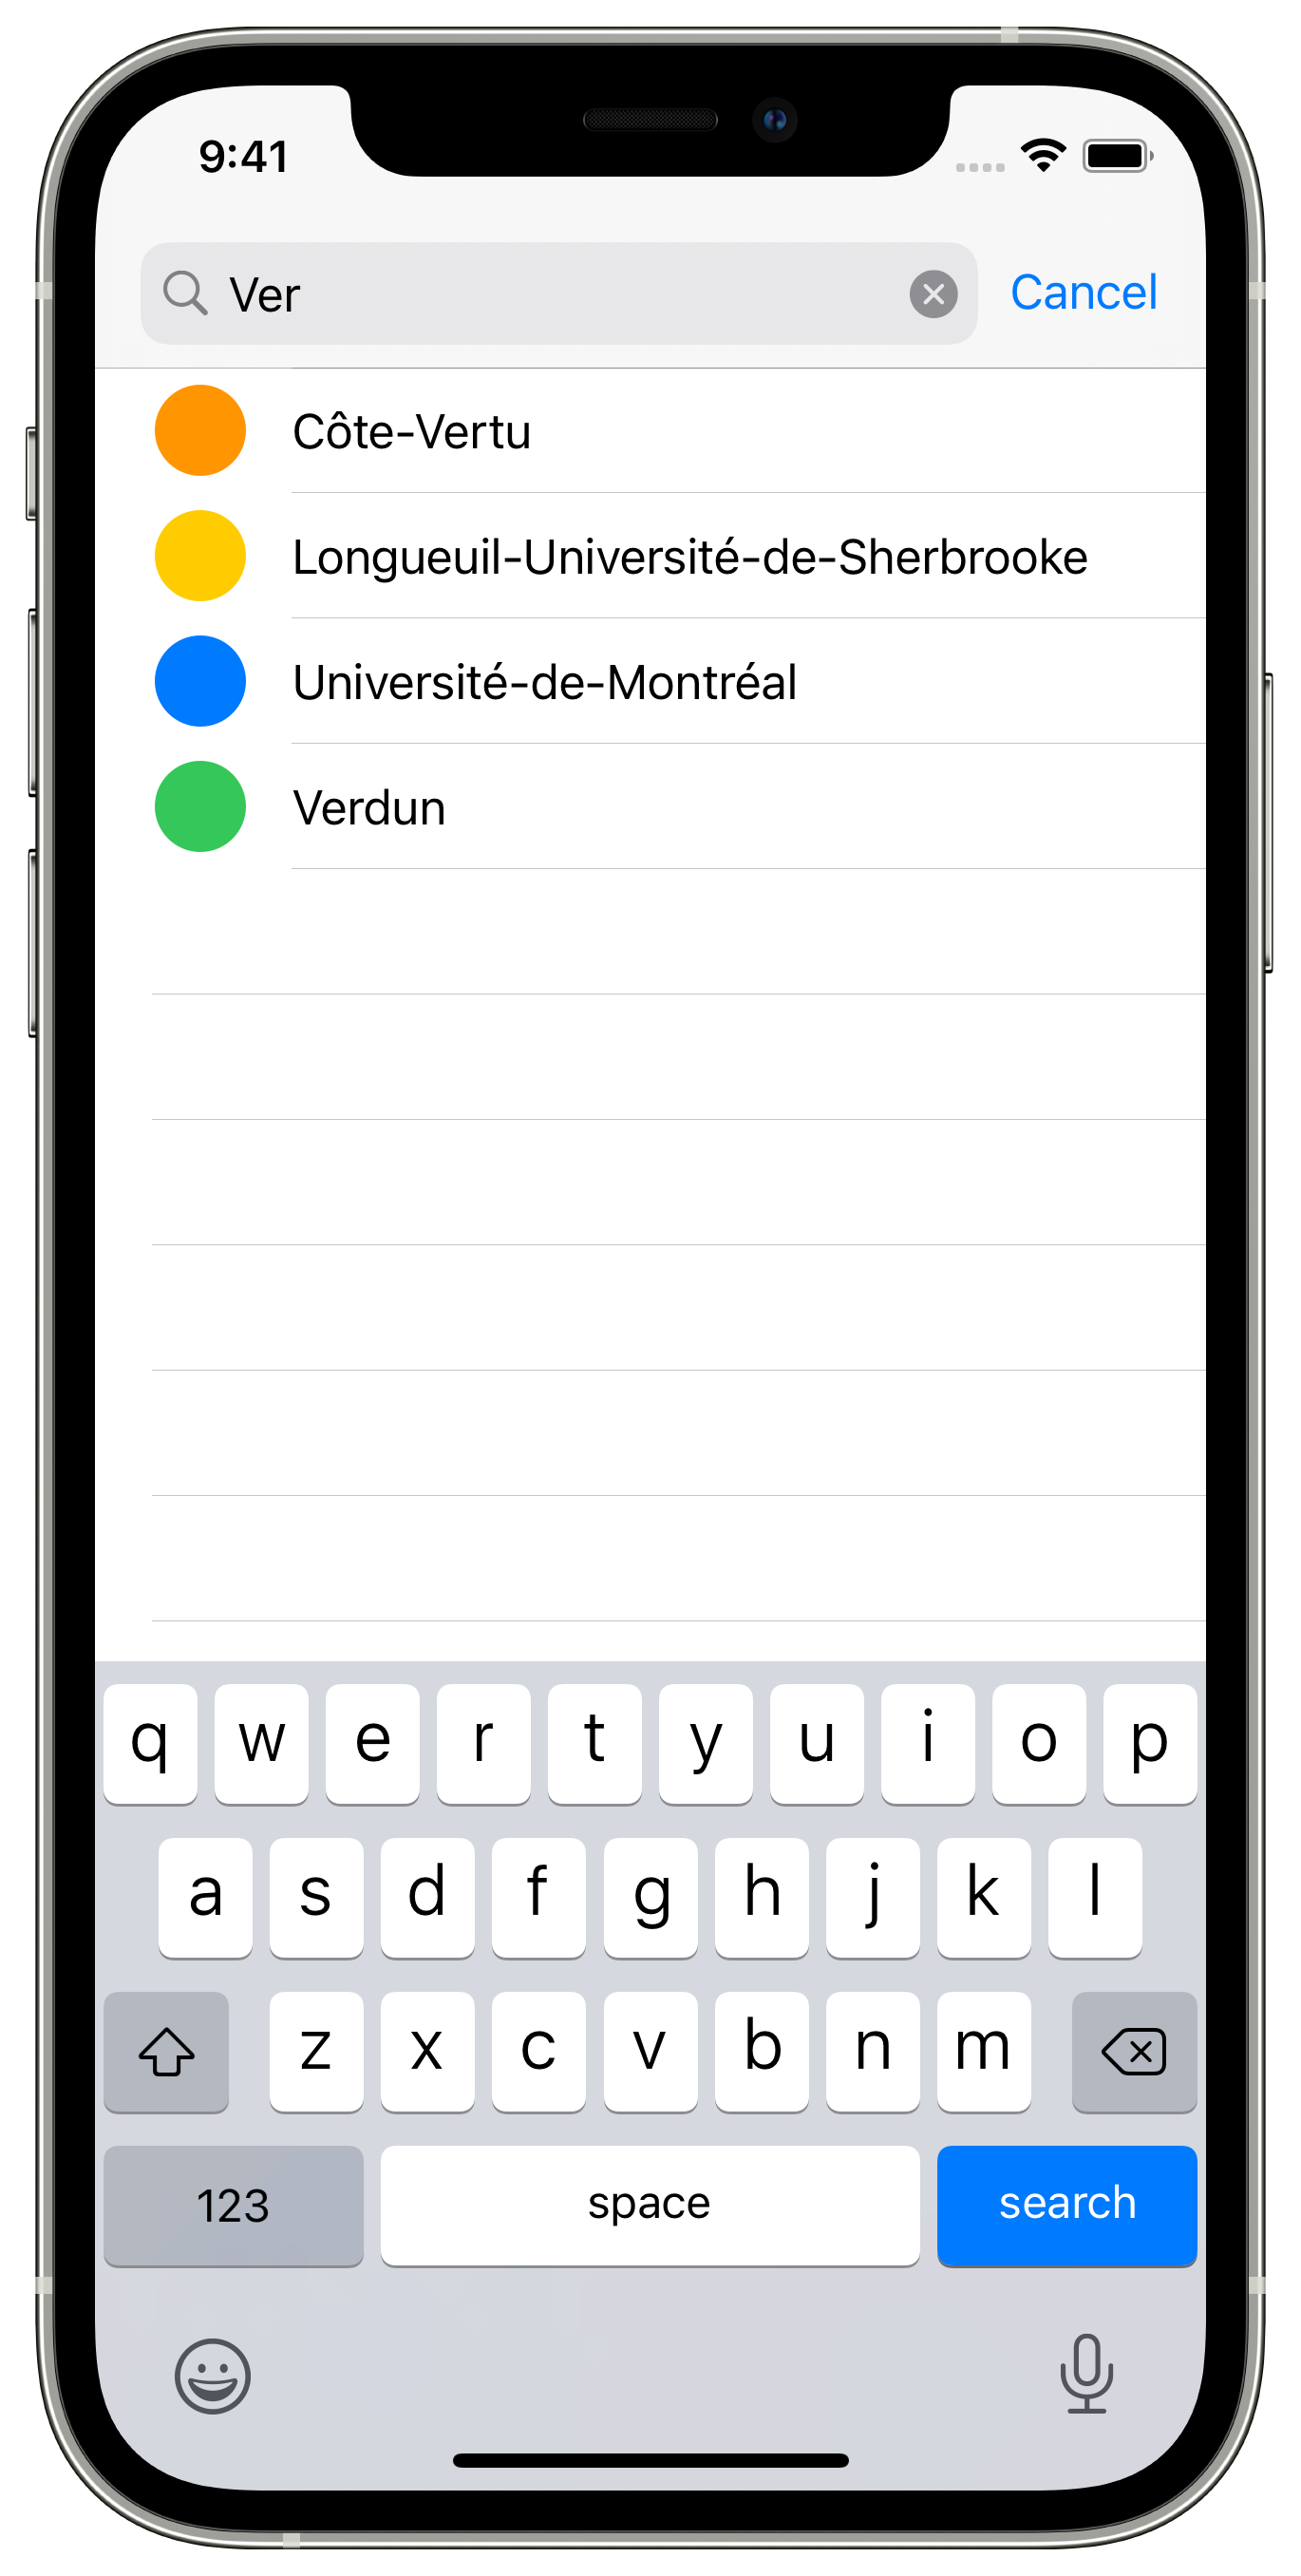 9:41
Ver
Cancel
Côte-Vertu
Longueuil-Université-de-Sherbrooke
Université-de-Montréal
Verdun
q w e r t y u i o p
a s d f g h j k l
z x c v b n m
123 space search